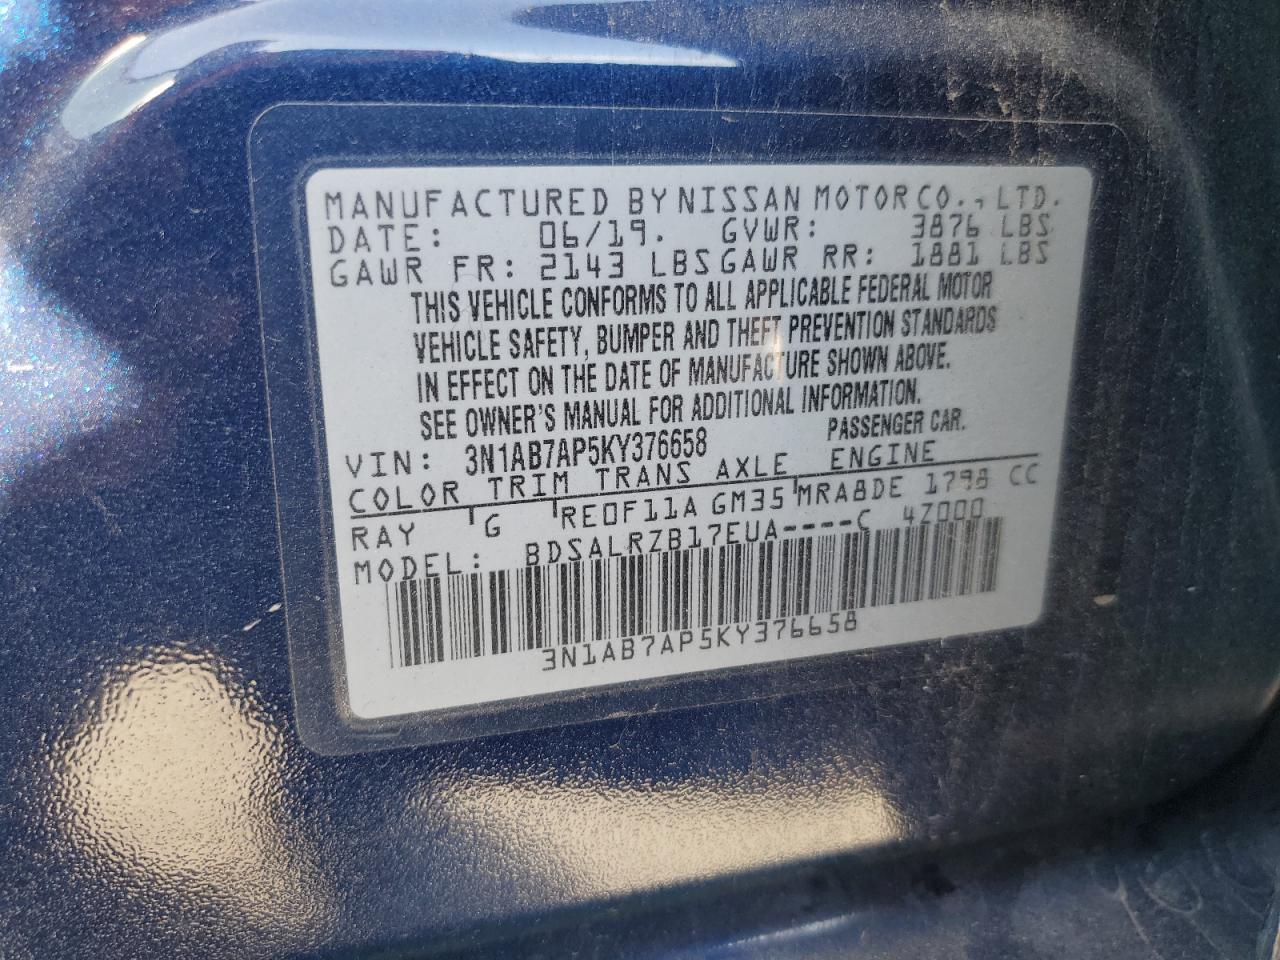 MANUFACTURED BY NISSAN MOTOR CO., LTD.
DATE: 06/19. GVWR: 3876 LBS
GAWR FR: 2143 LBS GAWR RR: 1881 LBS
THIS VEHICLE CONFORMS TO ALL APPLICABLE FEDERAL MOTOR
VEHICLE SAFETY, BUMPER AND THEFT PREVENTION STANDARDS
IN EFFECT ON THE DATE OF MANUFACTURE SHOWN ABOVE.
SEE OWNER'S MANUAL FOR ADDITIONAL INFORMATION.
VIN: 3N1AB7AP5KY376658 PASSENGER CAR.
COLOR TRIM TRANS AXLE ENGINE
RAY G RE0F11A GM35 MRA8DE 1798 CC
MODEL: BDSALRZB17EUA----C 4Z000
3N1AB7AP5KY376658